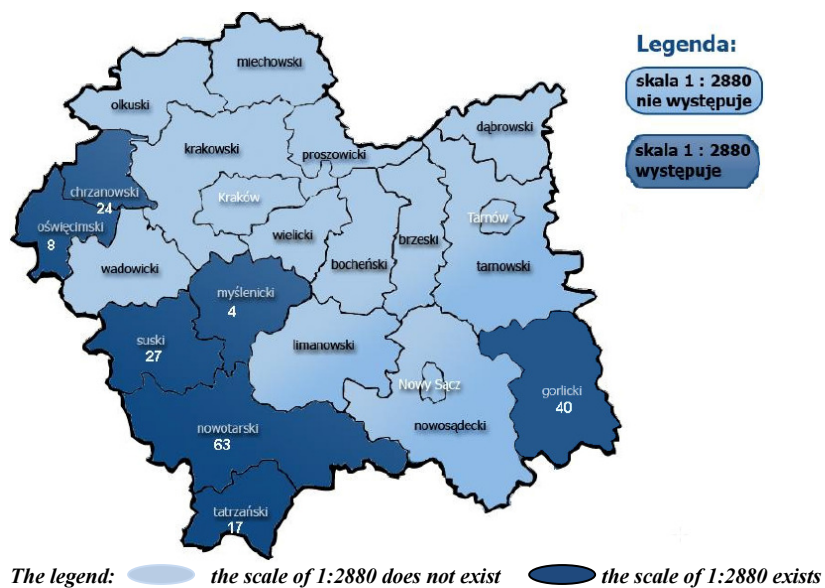 Legenda:
skala 1 : 2880
nie występuje
skala 1 : 2880
występuje
miechowski
olkuski
dąbrowski
krakowski
proszowicki
chrzanowski
24
Kraków
Tarnów
oświęcimski
8
wielicki
brzeski
wadowicki
bocheński
tarnowski
myślenicki
4
suski
27
limanowski
Nowy Sącz
gorlicki
40
nowotarski
63
nowosądecki
tatrzański
17
The legend: the scale of 1:2880 does not exist the scale of 1:2880 exists